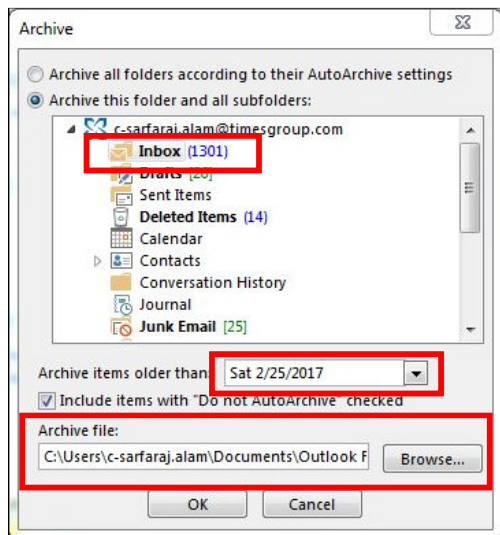 Archive
Archive all folders according to their AutoArchive settings
Archive this folder and all subfolders:
c-sarfaraj.alam@timesgroup.com
Inbox (1301)
Drafts [20]
Sent Items
Deleted Items (14)
Calendar
Contacts
Conversation History
Journal
Junk Email [25]
Archive items older than: Sat 2/25/2017
Include items with "Do not AutoArchive" checked
Archive file:
C:\Users\c-sarfaraj.alam\Documents\Outlook F Browse...
OK Cancel